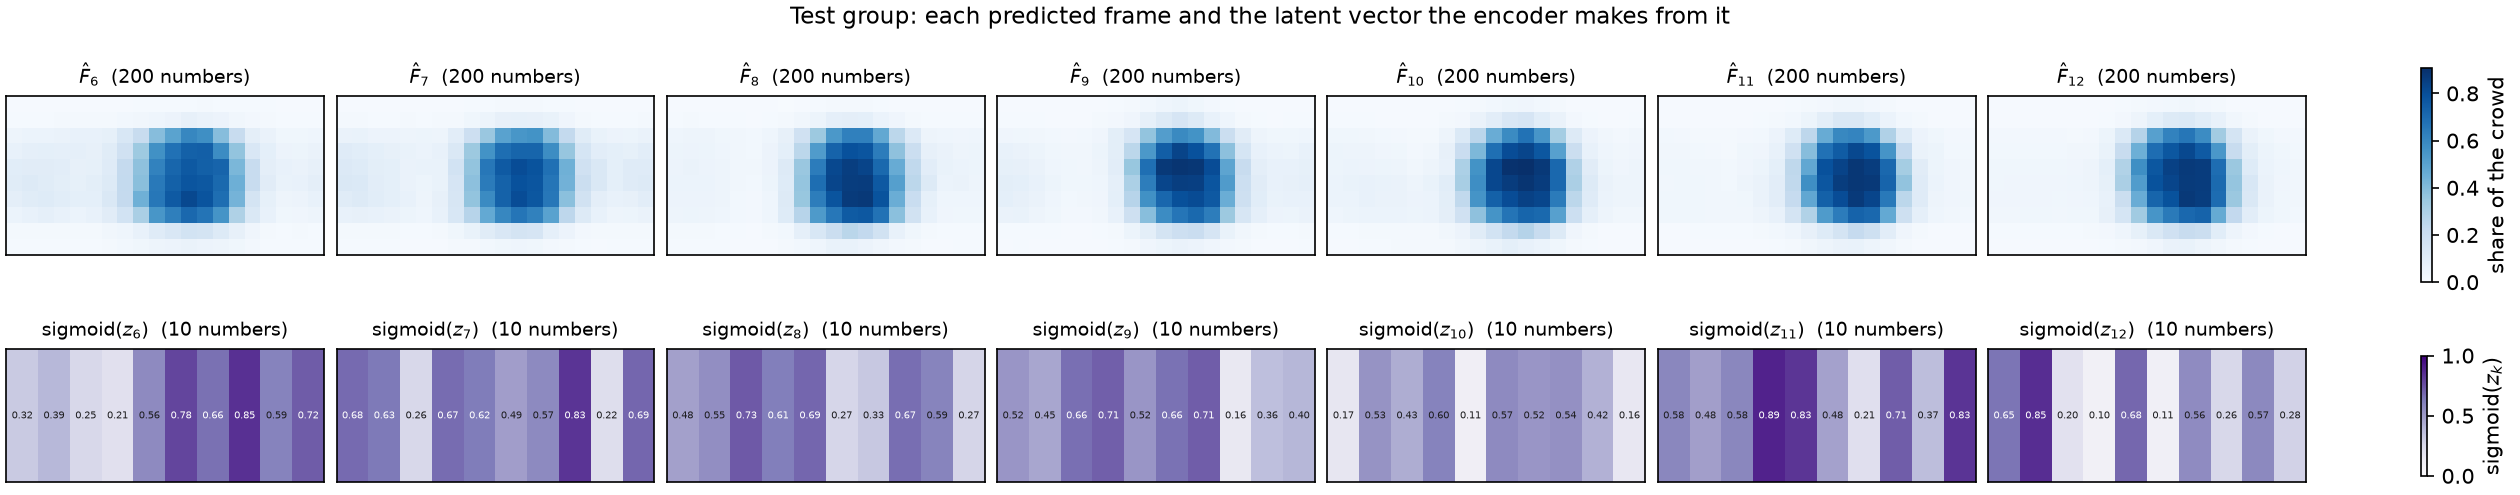 Test group: each predicted frame and the latent vector the encoder makes from it
F̂₆ (200 numbers)
F̂₇ (200 numbers)
F̂₈ (200 numbers)
F̂₉ (200 numbers)
F̂₁₀ (200 numbers)
F̂₁₁ (200 numbers)
F̂₁₂ (200 numbers)
0.8
0.6
0.4
0.2
0.0
share of the crowd
sigmoid(z₆) (10 numbers)
sigmoid(z₇) (10 numbers)
sigmoid(z₈) (10 numbers)
sigmoid(z₉) (10 numbers)
sigmoid(z₁₀) (10 numbers)
sigmoid(z₁₁) (10 numbers)
sigmoid(z₁₂) (10 numbers)
0.32 0.39 0.25 0.21 0.56 0.78 0.66 0.85 0.59 0.72
0.68 0.63 0.26 0.67 0.62 0.49 0.57 0.83 0.22 0.69
0.48 0.55 0.73 0.61 0.69 0.27 0.33 0.67 0.59 0.27
0.52 0.45 0.66 0.71 0.52 0.66 0.71 0.16 0.36 0.40
0.17 0.53 0.43 0.60 0.11 0.57 0.52 0.54 0.42 0.16
0.58 0.48 0.58 0.89 0.83 0.48 0.21 0.71 0.37 0.83
0.65 0.85 0.20 0.10 0.68 0.11 0.56 0.26 0.57 0.28
1.0
0.5
0.0
sigmoid(zₖ)